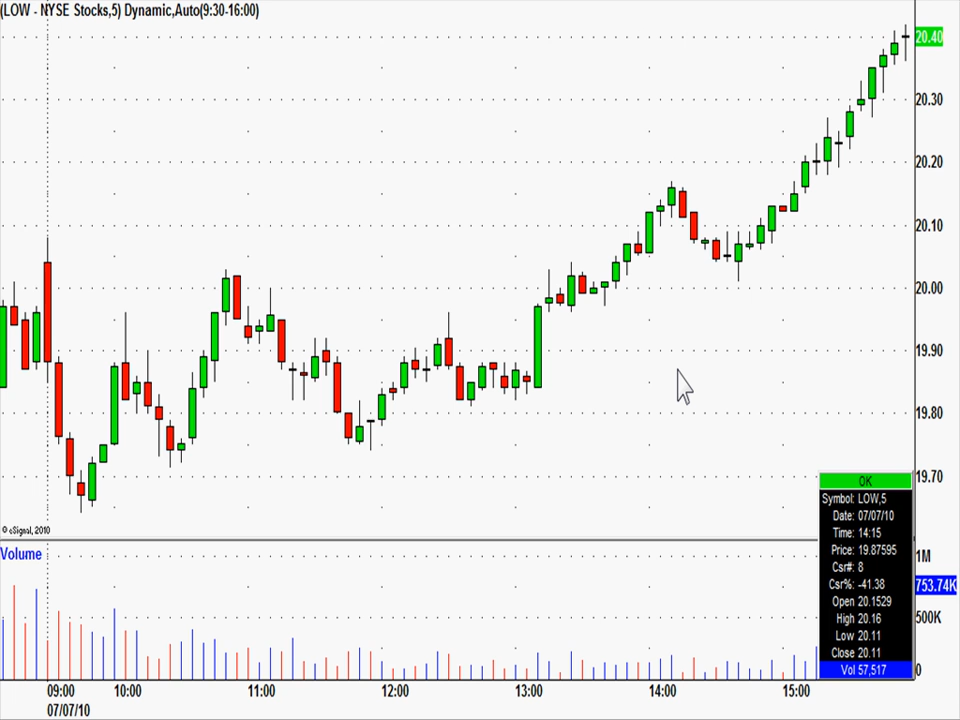 (LOW - NYSE Stocks,5) Dynamic,Auto(9:30-16:00)
20.40
20.30
20.20
20.10
20.00
19.90
19.80
19.70
© eSignal, 2010
Volume
1M
753.74K
500K
0
OK
Symbol: LOW,5
Date: 07/07/10
Time: 14:15
Price: 19.87595
Csr#: 8
Csr%: -41.38
Open 20.1529
High 20.16
Low 20.11
Close 20.11
Vol 57,517
09:00 10:00 11:00 12:00 13:00 14:00 15:00
07/07/10